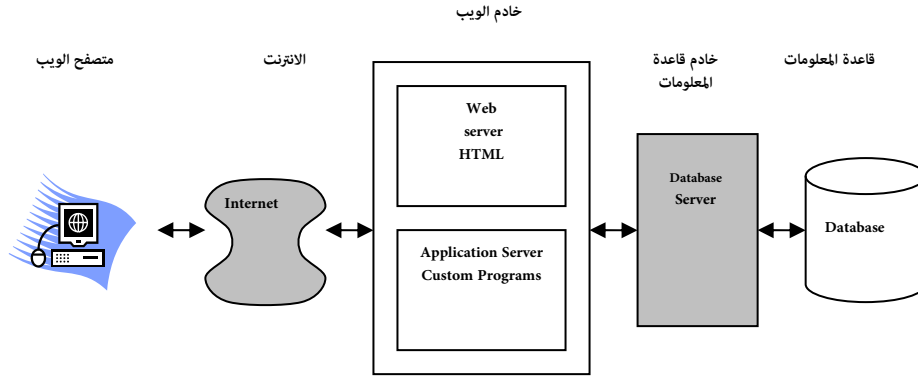 خادم الويب
قاعدة المعلومات
خادم قاعدة
المعلومات
الانترنت
متصفح الويب
Web
server
HTML
Internet
Application Server
Custom Programs
Database
Server
Database